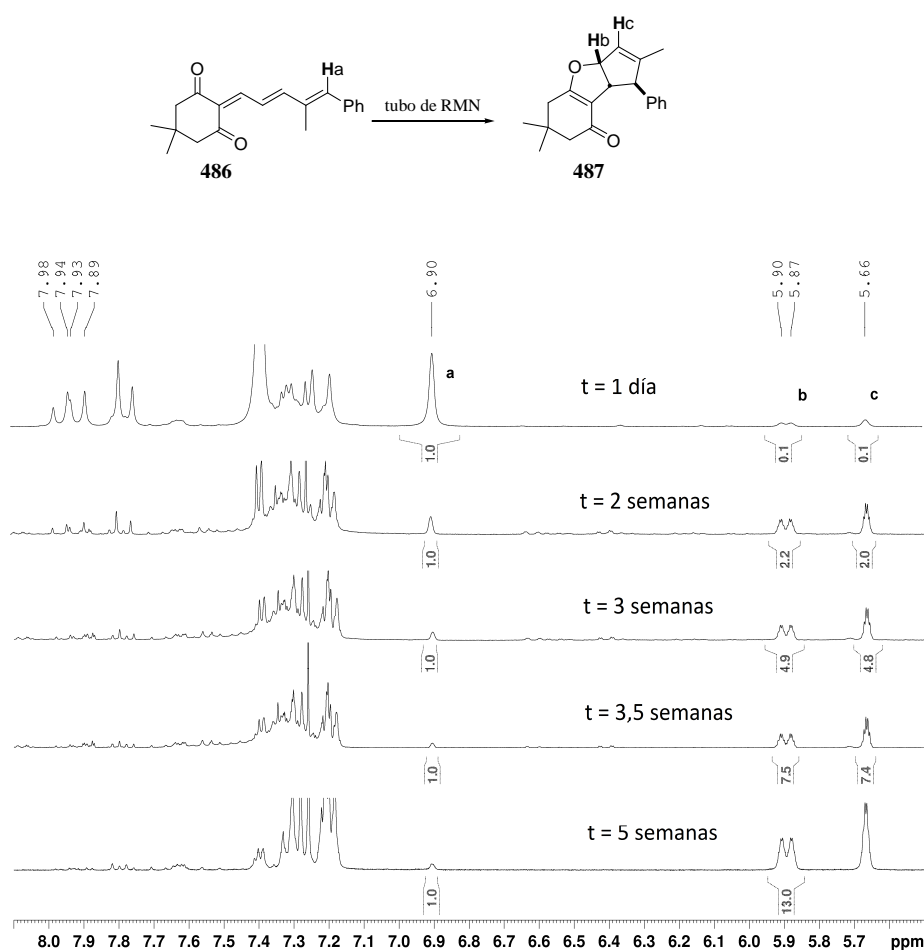 Ha
O
Ph
O
486
tubo de RMN
Hc
Hb
O
Ph
O
487
7.98
7.94
7.93
7.89
6.90
5.90
5.87
5.66
a
t = 1 día
b
c
1.0
0.1
0.1
t = 2 semanas
1.0
2.2
2.0
t = 3 semanas
1.0
4.9
4.8
t = 3,5 semanas
1.0
7.5
7.4
t = 5 semanas
1.0
13.0
8.0 7.9 7.8 7.7 7.6 7.5 7.4 7.3 7.2 7.1 7.0 6.9 6.8 6.7 6.6 6.5 6.4 6.3 6.2 6.1 6.0 5.9 5.8 5.7 ppm